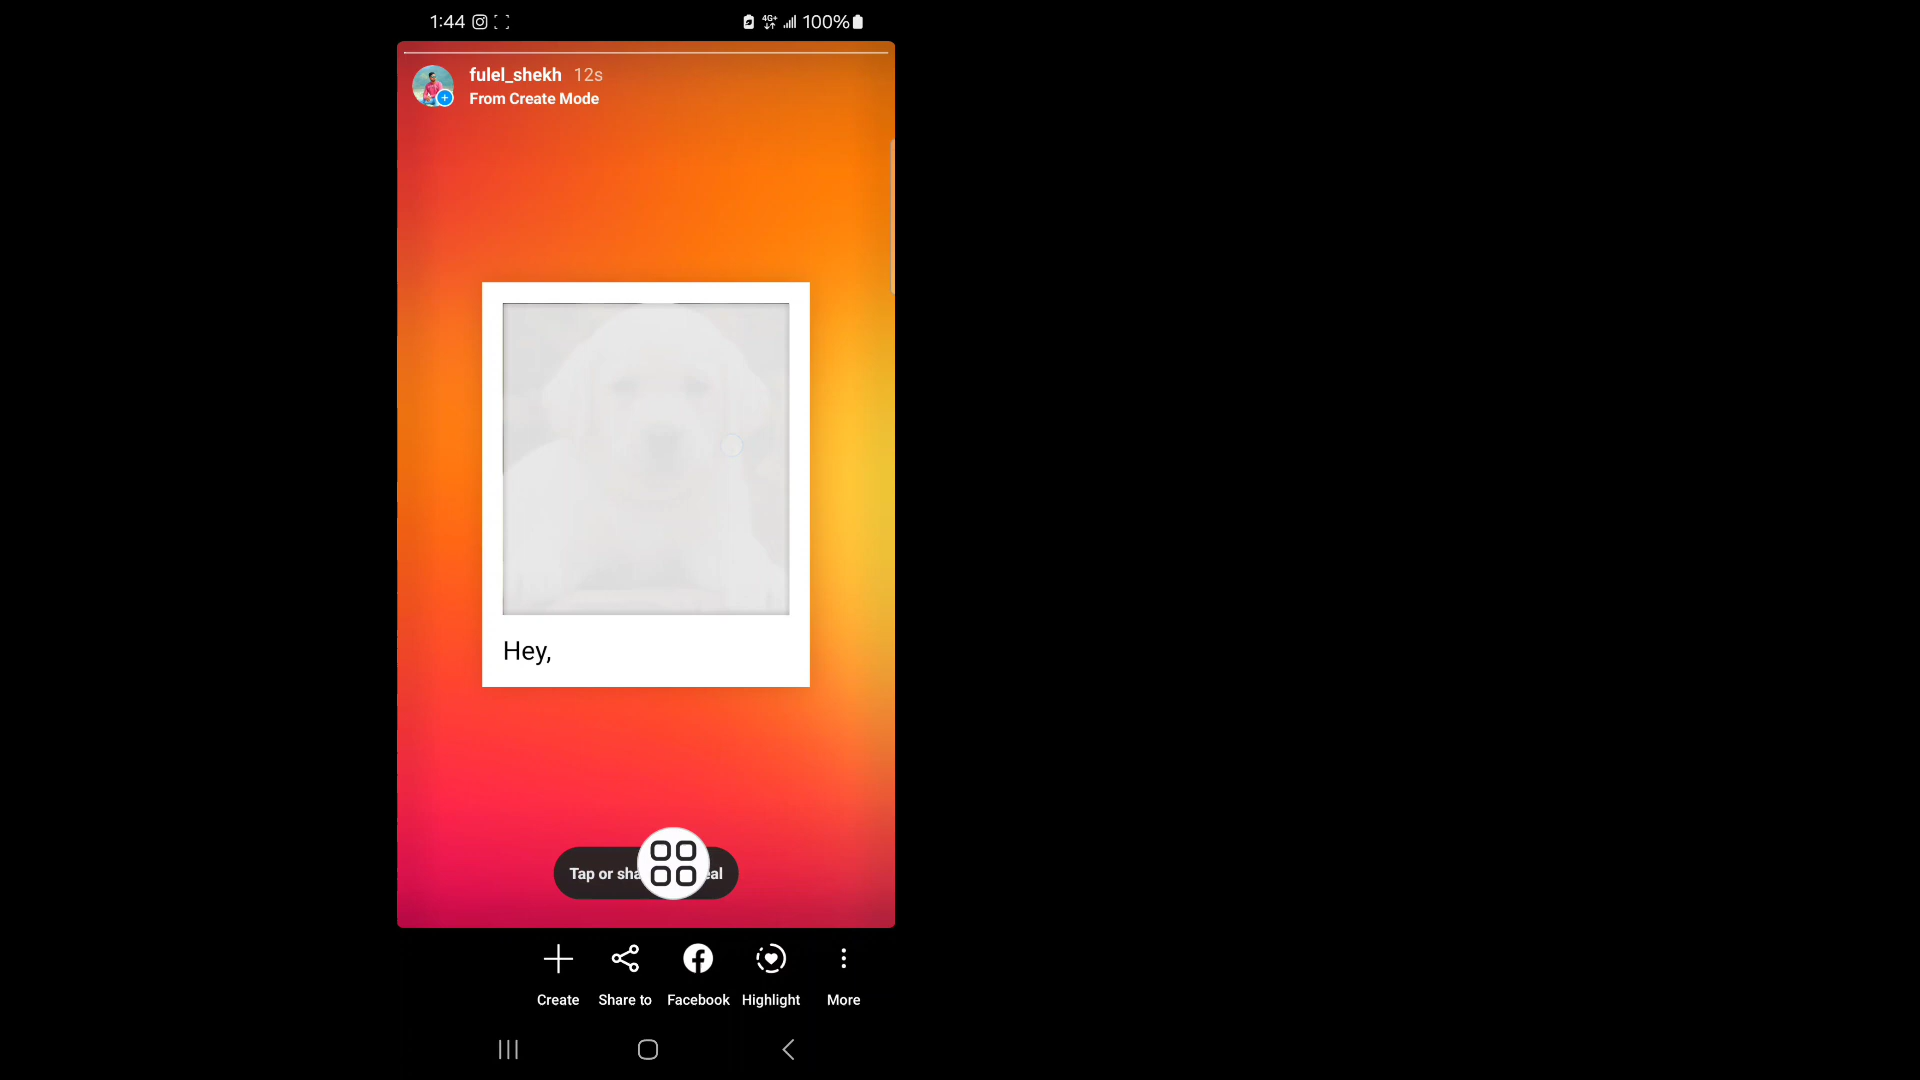 1:44 4G+ 100%
fulel_shekh 12s
From Create Mode
Hey,
Tap or sha eal
Create Share to Facebook Highlight More